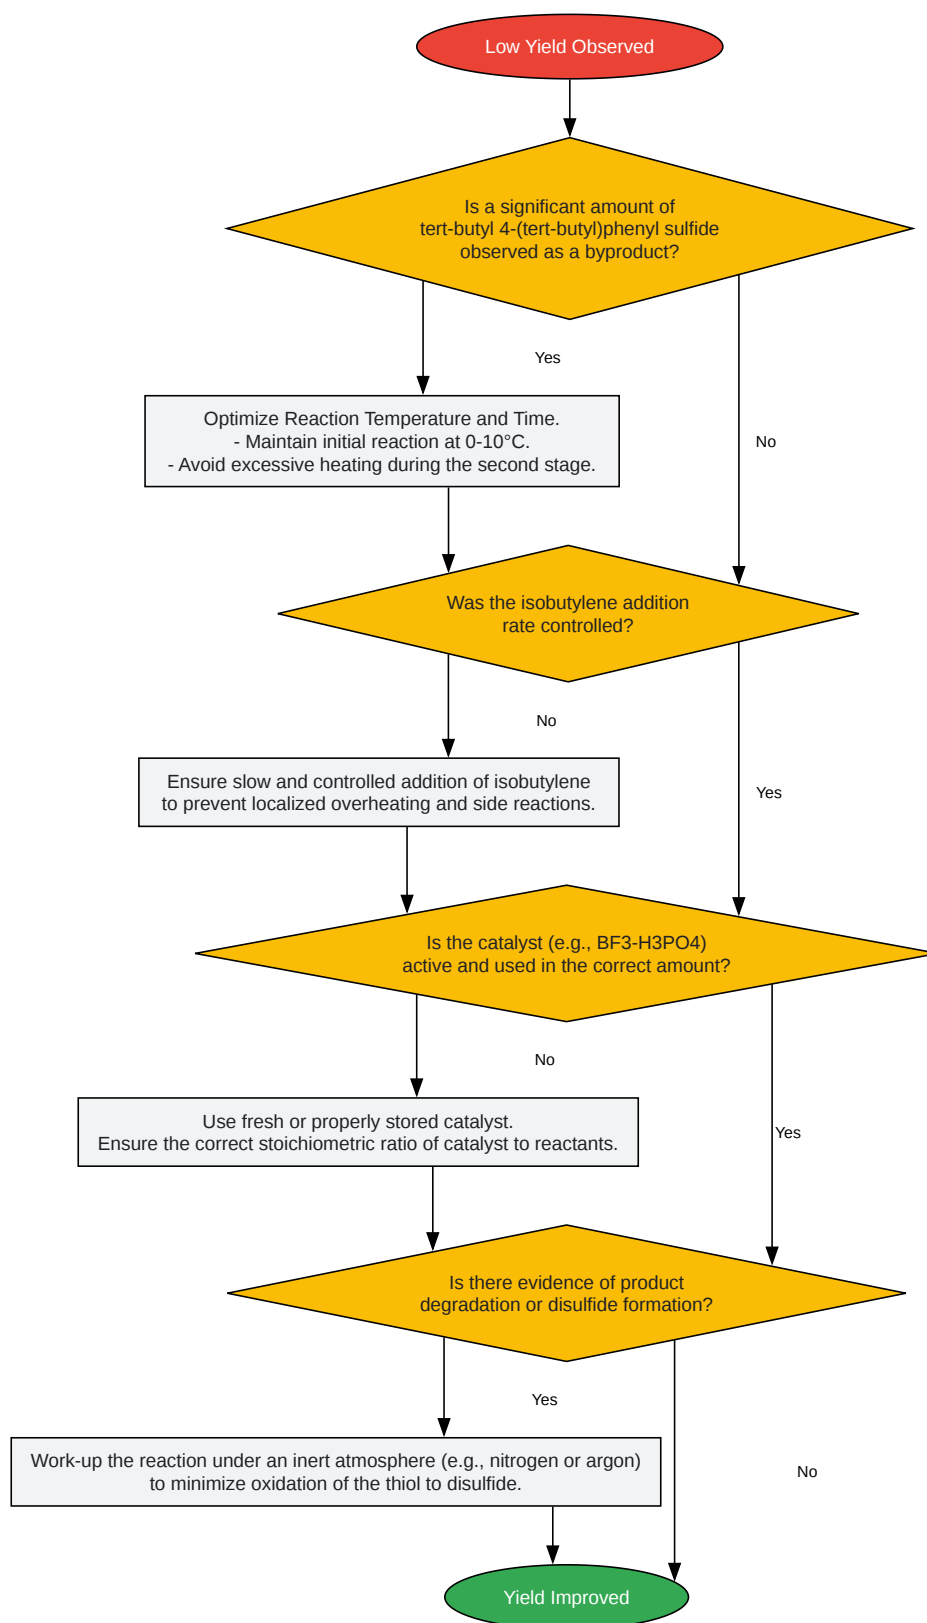 Low Yield Observed
Is a significant amount of
tert-butyl 4-(tert-butyl)phenyl sulfide
observed as a byproduct?
Yes
Optimize Reaction Temperature and Time.
- Maintain initial reaction at 0-10°C.
- Avoid excessive heating during the second stage.
No
Was the isobutylene addition
rate controlled?
No
Ensure slow and controlled addition of isobutylene
to prevent localized overheating and side reactions.
Yes
Is the catalyst (e.g., BF3-H3PO4)
active and used in the correct amount?
No
Use fresh or properly stored catalyst.
Ensure the correct stoichiometric ratio of catalyst to reactants.
Yes
Is there evidence of product
degradation or disulfide formation?
Yes
Work-up the reaction under an inert atmosphere (e.g., nitrogen or argon)
to minimize oxidation of the thiol to disulfide.
No
Yield Improved